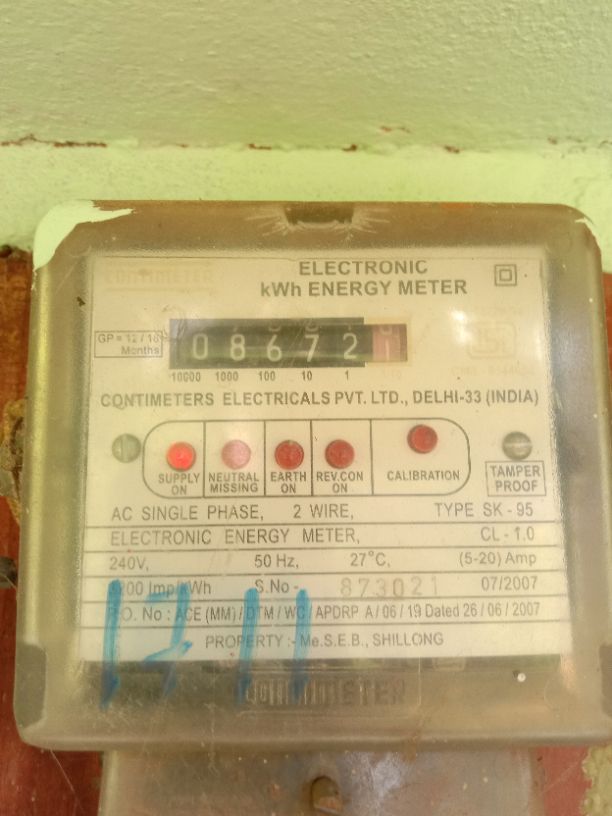 ELECTRONIC
kWh ENERGY METER
GP = 12 / 18
Months
0 8 6 7 2 1
10000 1000 100 10 1 1/10
CONTIMETERS ELECTRICALS PVT. LTD., DELHI-33 (INDIA)
SUPPLY ON NEUTRAL MISSING EARTH ON REV.CON ON CALIBRATION TAMPER PROOF
AC SINGLE PHASE, 2 WIRE, TYPE SK - 95
ELECTRONIC ENERGY METER, CL - 1.0
240V, 50 Hz, 27°C, (5-20) Amp
Imp/kWh S.No - 873021 07/2007
P.O. No : ACE (MM) / DTM / WC / APDRP A / 06 / 19 Dated 26 / 06 / 2007
PROPERTY :- Me.S.E.B., SHILLONG
17 11
CONTIMETER